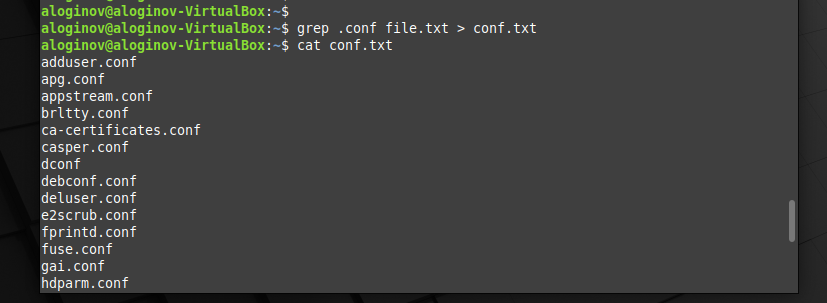 aloginov@aloginov-VirtualBox:~$
aloginov@aloginov-VirtualBox:~$ grep .conf file.txt > conf.txt
aloginov@aloginov-VirtualBox:~$ cat conf.txt
adduser.conf
apg.conf
appstream.conf
brltty.conf
ca-certificates.conf
casper.conf
dconf
debconf.conf
deluser.conf
e2scrub.conf
fprintd.conf
fuse.conf
gai.conf
hdparm.conf